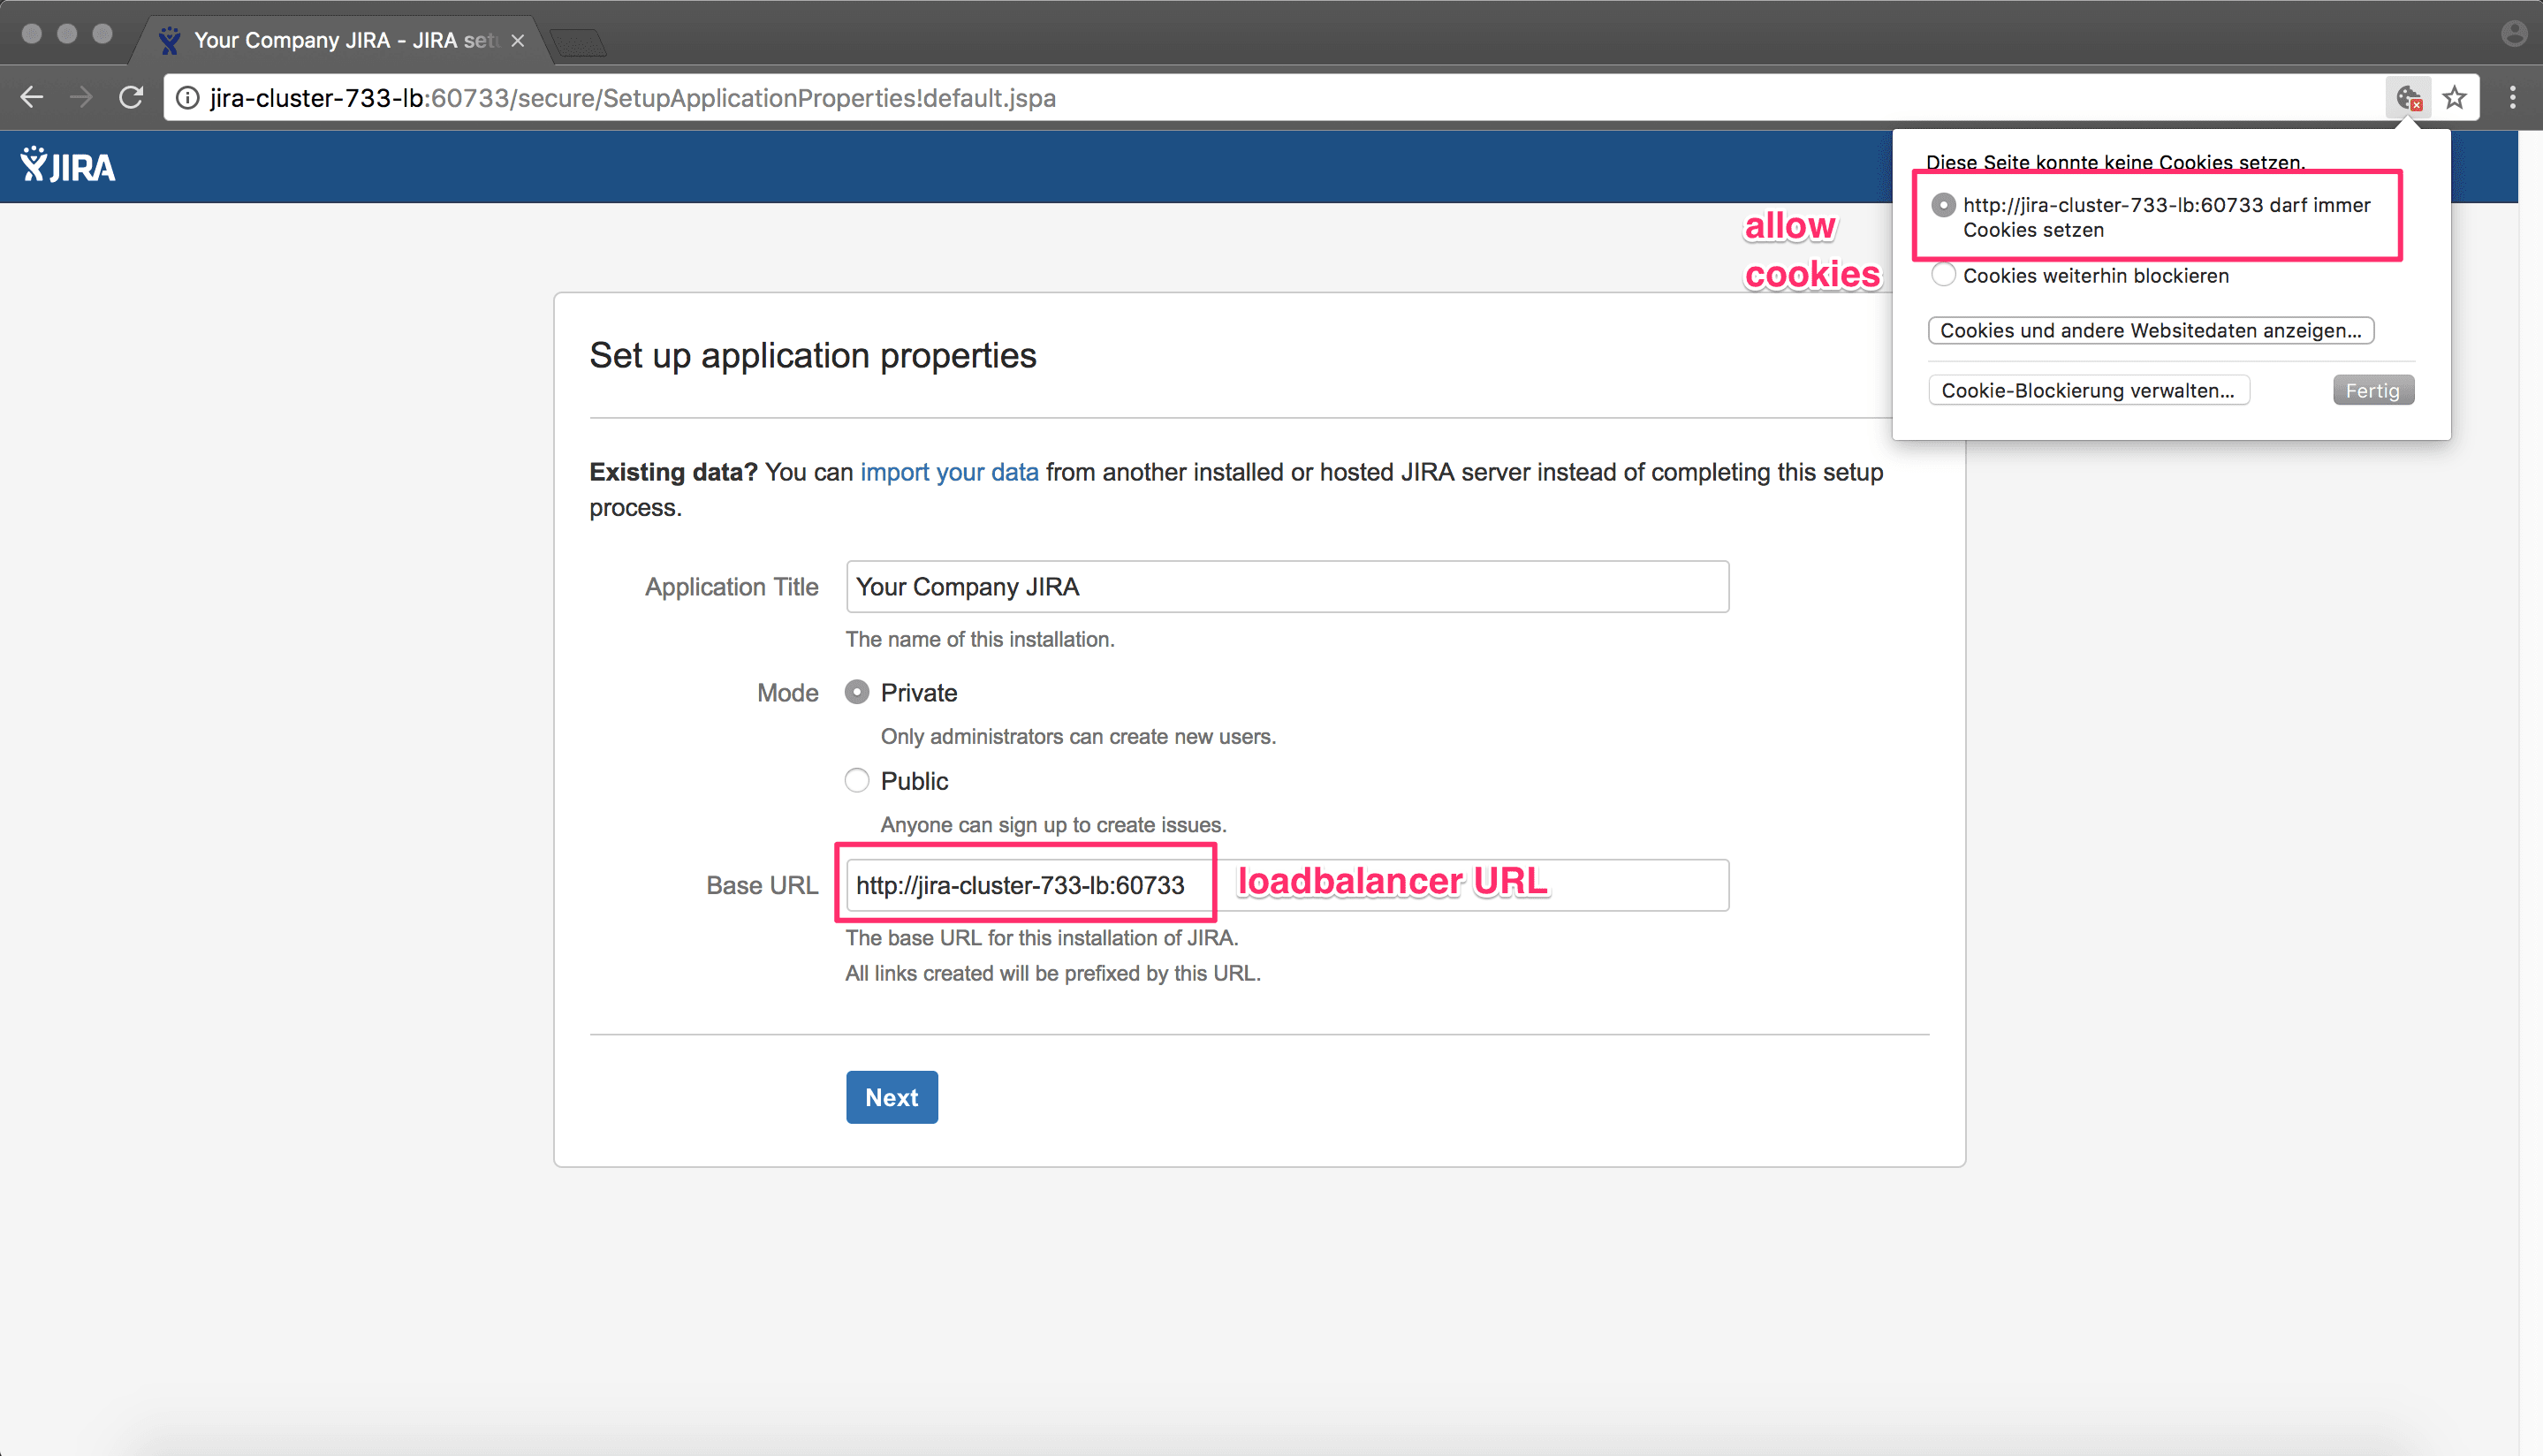 Your Company JIRA - JIRA set
jira-cluster-733-lb:60733/secure/SetupApplicationProperties!default.jspa
JIRA
Diese Seite konnte keine Cookies setzen.
http://jira-cluster-733-lb:60733 darf immer
Cookies setzen
Cookies weiterhin blockieren
Cookies und andere Websitedaten anzeigen...
Cookie-Blockierung verwalten...
Fertig
allow
cookies
Set up application properties
Existing data? You can import your data from another installed or hosted JIRA server instead of completing this setup
process.
Application Title
Your Company JIRA
The name of this installation.
Mode
Private
Only administrators can create new users.
Public
Anyone can sign up to create issues.
Base URL
http://jira-cluster-733-lb:60733
loadbalancer URL
The base URL for this installation of JIRA.
All links created will be prefixed by this URL.
Next